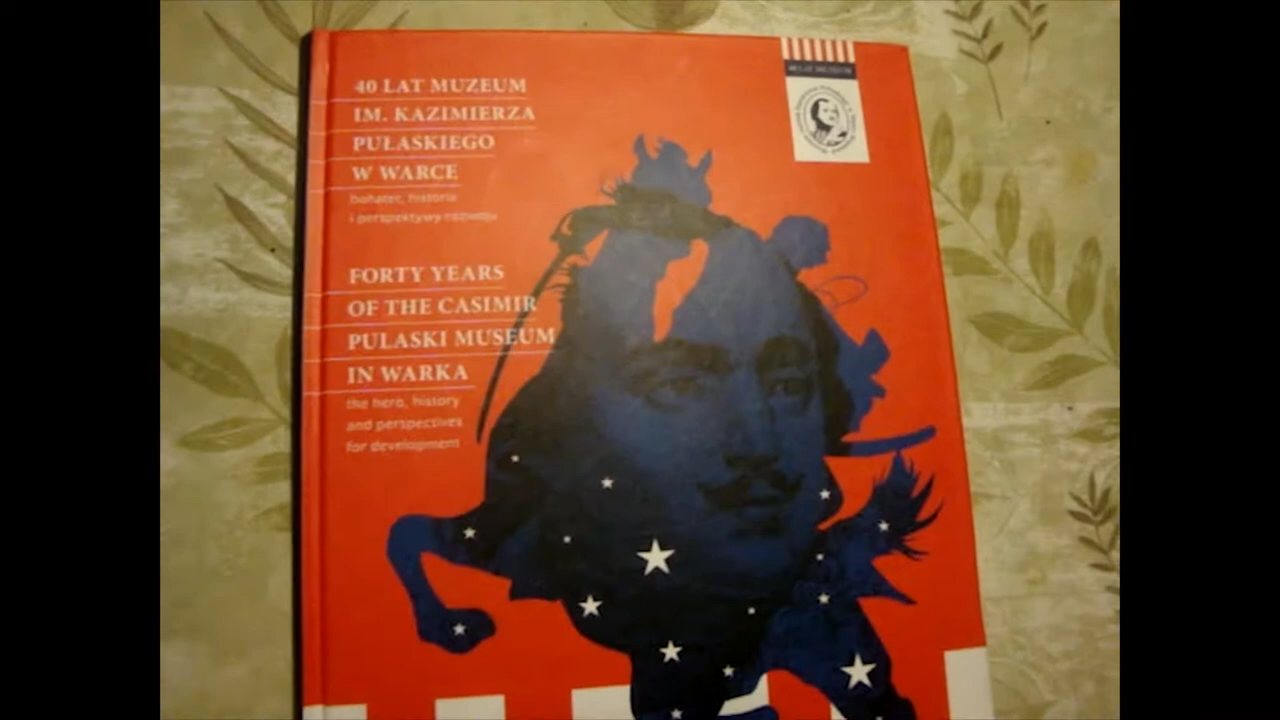 40 LAT MUZEUM
IM. KAZIMIERZA
PUŁASKIEGO
W WARCE
bohater, historia
i perspektywy rozwoju
FORTY YEARS
OF THE CASIMIR
PULASKI MUSEUM
IN WARKA
the hero, history
and perspectives
for development